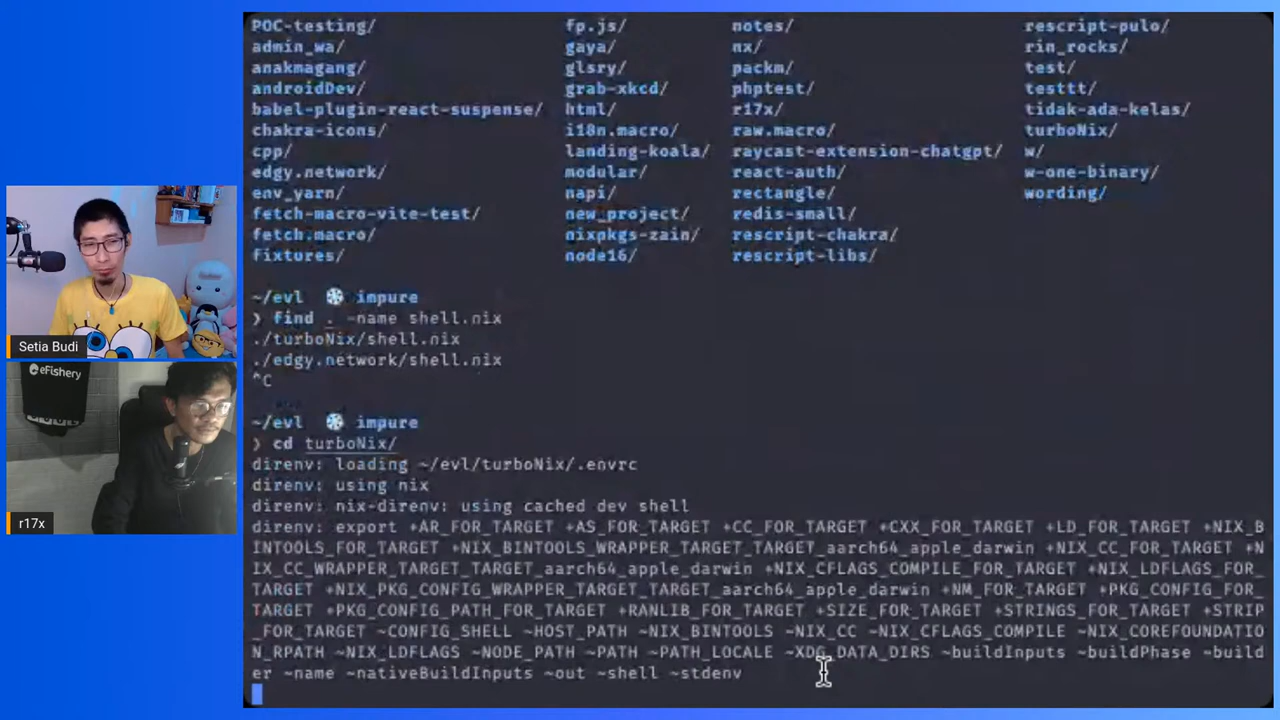 POC-testing/ fp.js/ notes/ rescript-pulo/
admin_wa/ gaya/ nx/ rin_rocks/
anakmagang/ glsry/ packm/ test/
androidDev/ grab-xkcd/ phptest/ testtt/
babel-plugin-react-suspense/ html/ r17x/ tidak-ada-kelas/
chakra-icons/ i18n.macro/ raw.macro/ turboNix/
cpp/ landing-koala/ raycast-extension-chatgpt/ w/
edgy.network/ modular/ react-auth/ w-one-binary/
env_yarn/ napi/ rectangle/ wording/
fetch-macro-vite-test/ new_project/ redis-small/
fetch.macro/ nixpkgs-zain/ rescript-chakra/
fixtures/ node16/ rescript-libs/
~/evl impure
❯ find . -name shell.nix
./turboNix/shell.nix
./edgy.network/shell.nix
^C
~/evl impure
❯ cd turboNix/
direnv: loading ~/evl/turboNix/.envrc
direnv: using nix
direnv: nix-direnv: using cached dev shell
direnv: export +AR_FOR_TARGET +AS_FOR_TARGET +CC_FOR_TARGET +CXX_FOR_TARGET +LD_FOR_TARGET +NIX_B
INTOOLS_FOR_TARGET +NIX_BINTOOLS_WRAPPER_TARGET_TARGET_aarch64_apple_darwin +NIX_CC_FOR_TARGET +N
IX_CC_WRAPPER_TARGET_TARGET_aarch64_apple_darwin +NIX_CFLAGS_COMPILE_FOR_TARGET +NIX_LDFLAGS_FOR_
TARGET +NIX_PKG_CONFIG_WRAPPER_TARGET_TARGET_aarch64_apple_darwin +NM_FOR_TARGET +PKG_CONFIG_FOR_
TARGET +PKG_CONFIG_PATH_FOR_TARGET +RANLIB_FOR_TARGET +SIZE_FOR_TARGET +STRINGS_FOR_TARGET +STRIP
_FOR_TARGET ~CONFIG_SHELL ~HOST_PATH ~NIX_BINTOOLS ~NIX_CC ~NIX_CFLAGS_COMPILE ~NIX_COREFOUNDATIO
N_RPATH ~NIX_LDFLAGS ~NODE_PATH ~PATH ~PATH_LOCALE ~XDG_DATA_DIRS ~buildInputs ~buildPhase ~build
er ~name ~nativeBuildInputs ~out ~shell ~stdenv
Setia Budi
eFishery
r17x